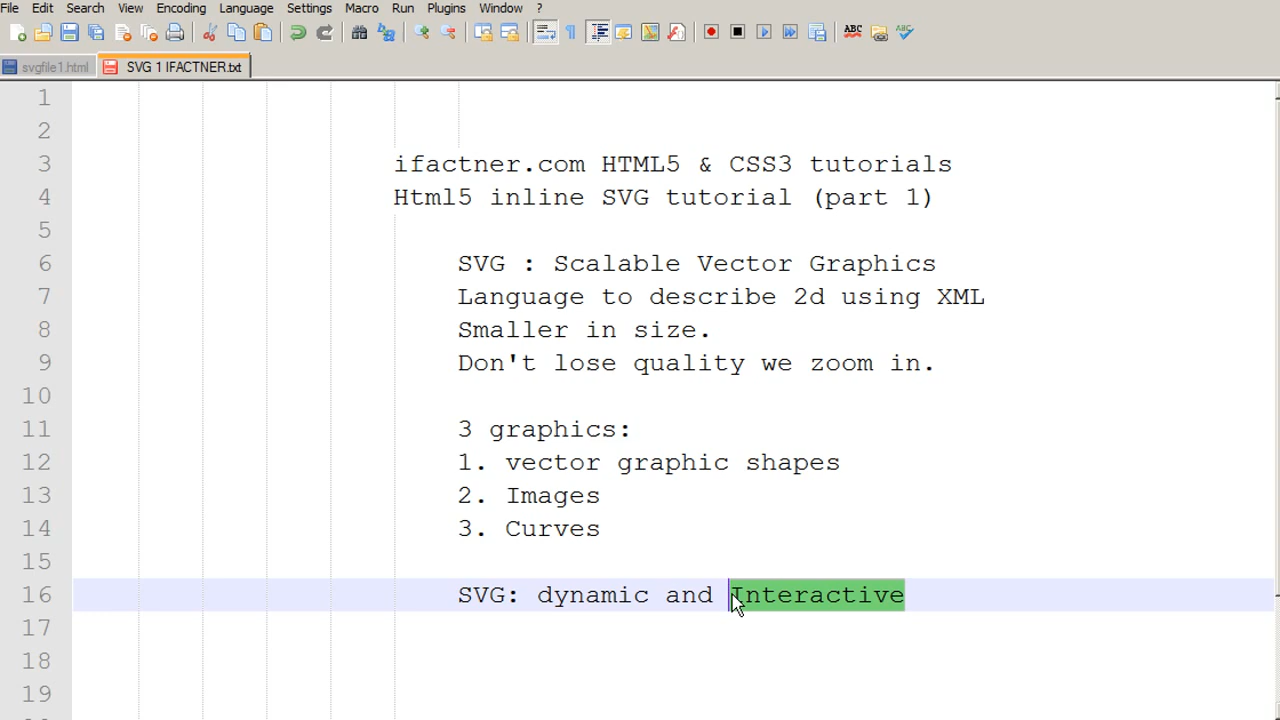 File Edit Search View Encoding Language Settings Macro Run Plugins Window ?
ABC ABC
svgfile1.html SVG 1 IFACTNER.txt
1
2
3 ifactner.com HTML5 & CSS3 tutorials
4 Html5 inline SVG tutorial (part 1)
5
6 SVG : Scalable Vector Graphics
7 Language to describe 2d using XML
8 Smaller in size.
9 Don't lose quality we zoom in.
10
11 3 graphics:
12 1. vector graphic shapes
13 2. Images
14 3. Curves
15
16 SVG: dynamic and Interactive
17
18
19